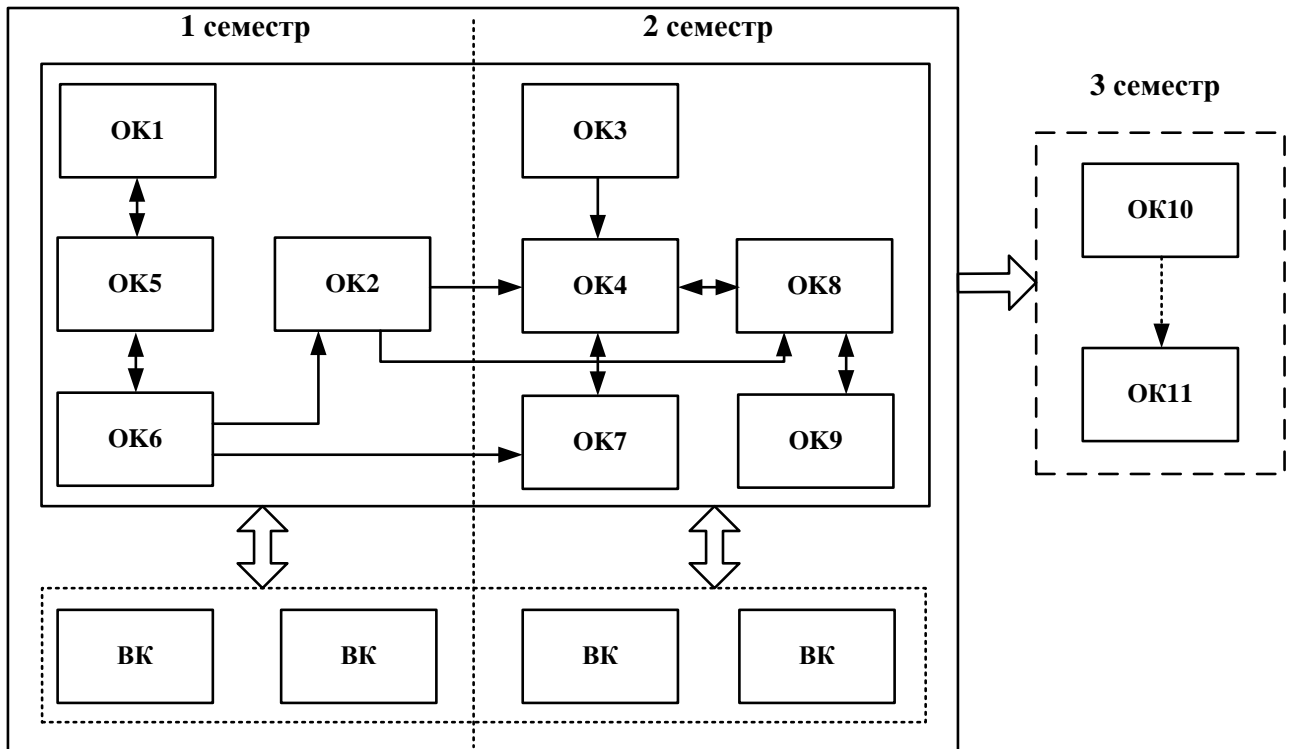 1 семестр
2 семестр
3 семестр
ОК1
ОК3
ОК10
ОК5
ОК2
ОК4
ОК8
ОК11
ОК6
ОК7
ОК9
ВК
ВК
ВК
ВК